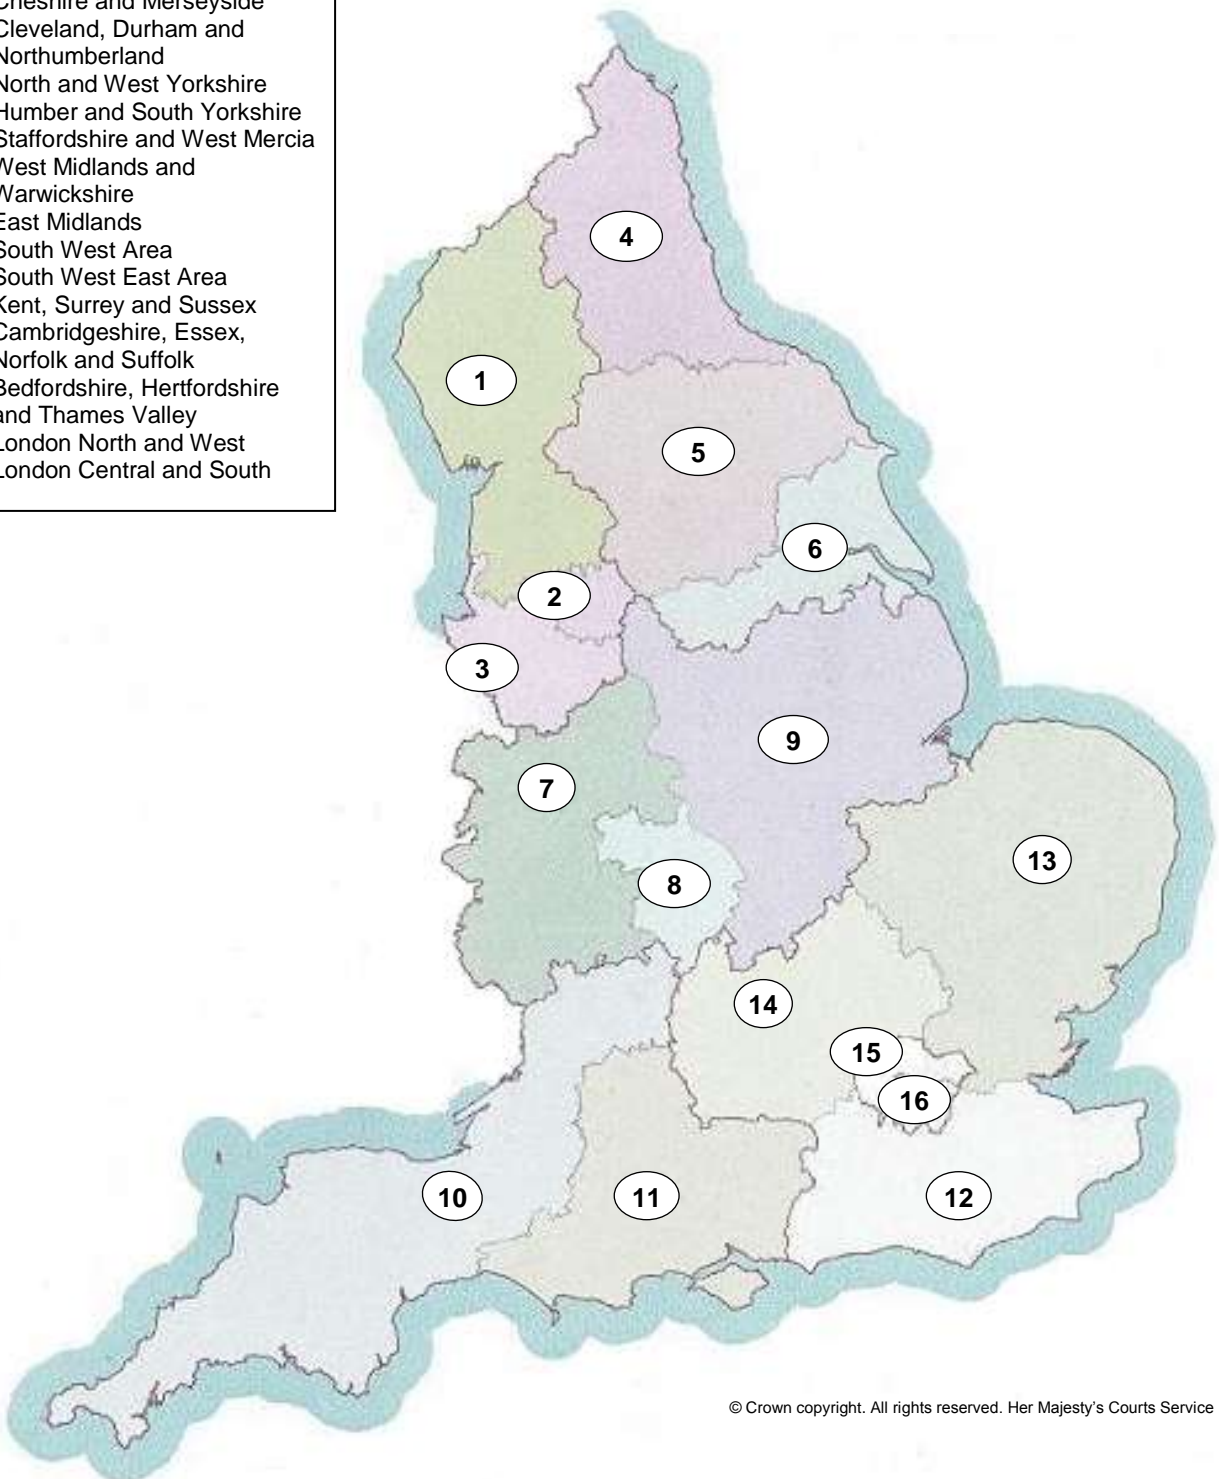 Cheshire and Merseyside
Cleveland, Durham and
Northumberland
North and West Yorkshire
Humber and South Yorkshire
Staffordshire and West Mercia
West Midlands and
Warwickshire
East Midlands
South West Area
South West East Area
Kent, Surrey and Sussex
Cambridgeshire, Essex,
Norfolk and Suffolk
Bedfordshire, Hertfordshire
and Thames Valley
London North and West
London Central and South
4
1
5
6
2
3
9
7
13
8
14
15
16
10
11
12
© Crown copyright. All rights reserved. Her Majesty's Courts Service